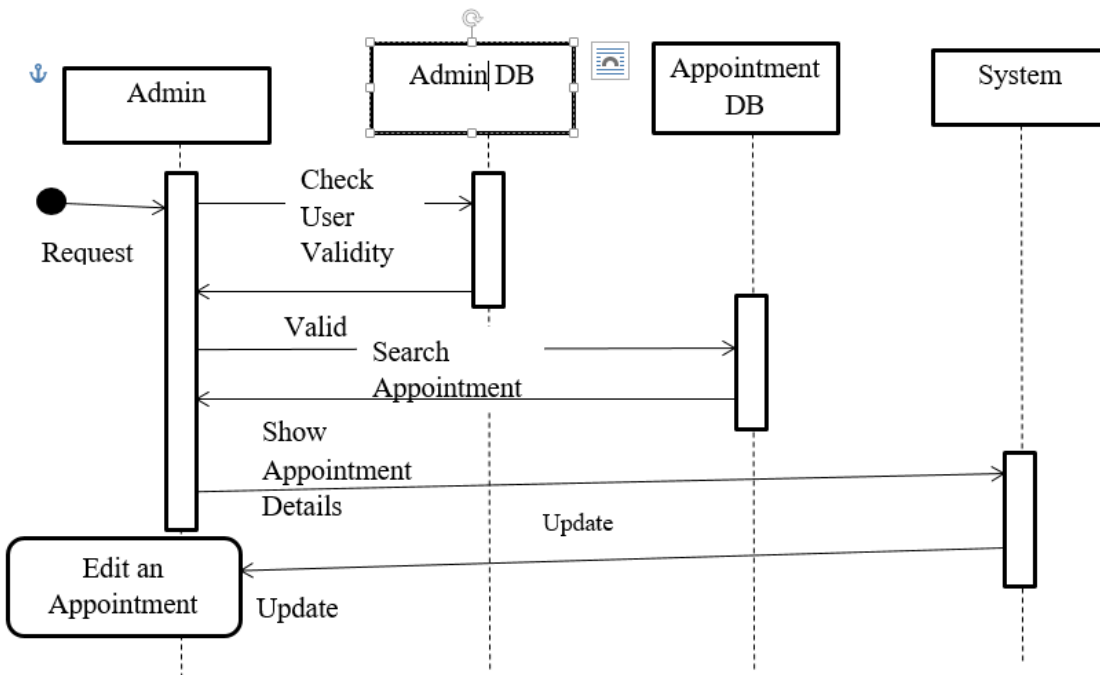 Admin
Admin DB
Appointment
DB
System
Request
Check
User
Validity
Valid
Search
Appointment
Show
Appointment
Details
Update
Edit an
Appointment
Update